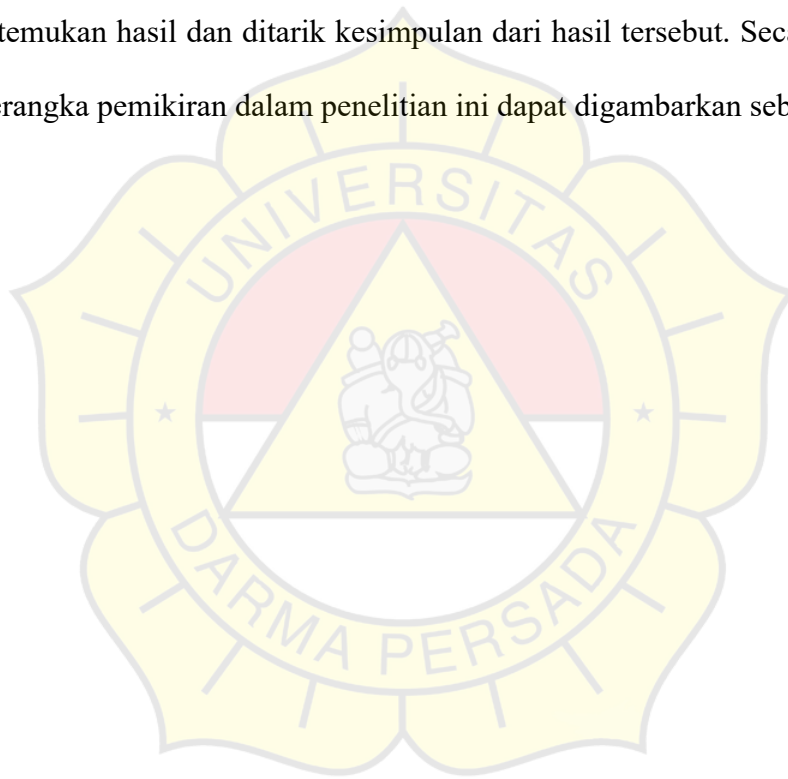 temukan hasil dan ditarik kesimpulan dari hasil tersebut. Seca
erangka pemikiran dalam penelitian ini dapat digambarkan seb
UNIVERSITAS
DARMA PERSADA